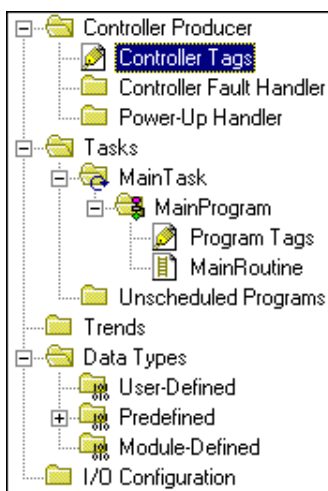 Controller Producer
Controller Tags
Controller Fault Handler
Power-Up Handler
Tasks
MainTask
MainProgram
Program Tags
MainRoutine
Unscheduled Programs
Trends
Data Types
User-Defined
Predefined
Module-Defined
I/O Configuration